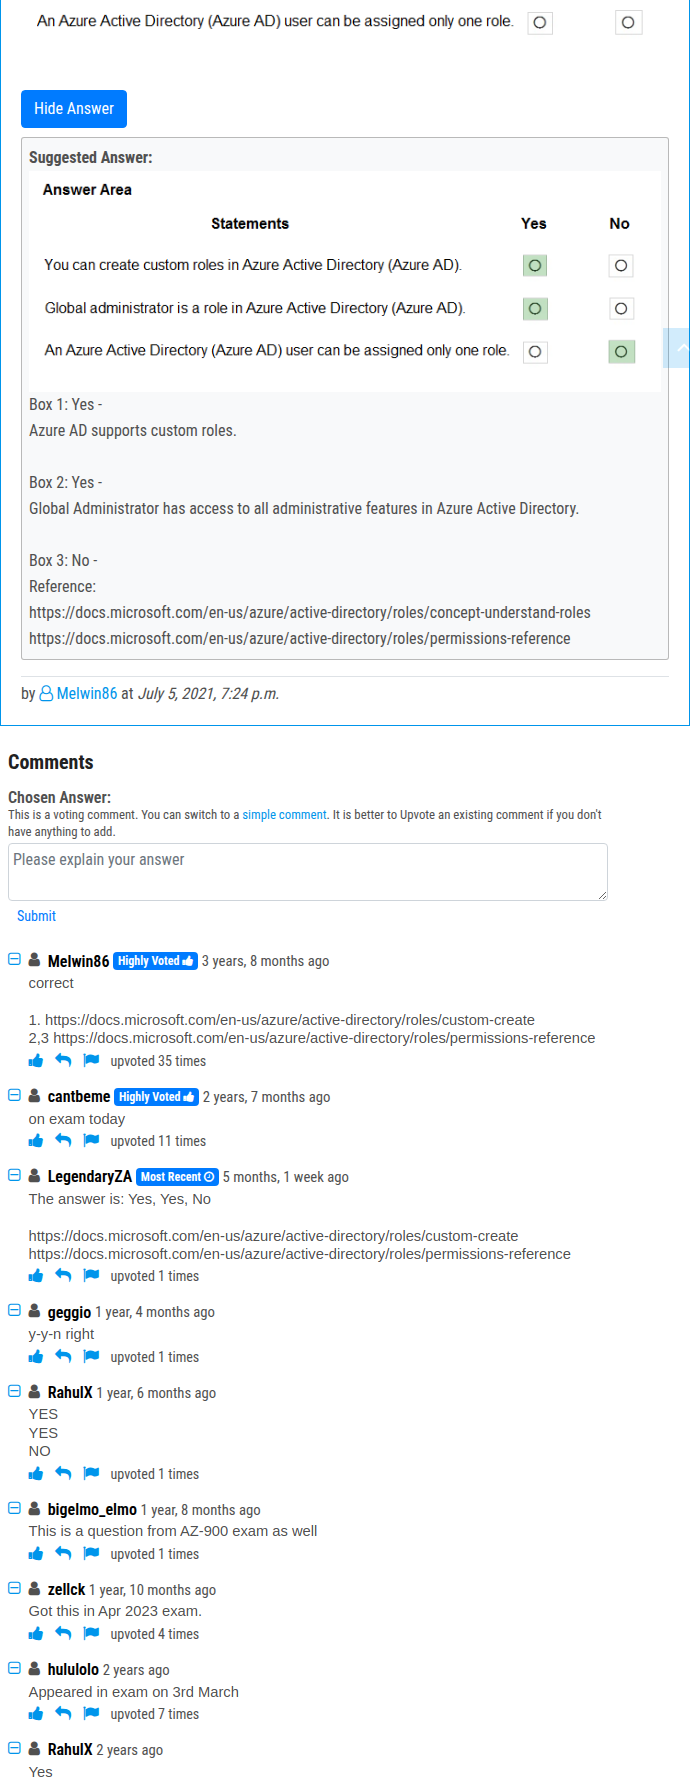 An Azure Active Directory (Azure AD) user can be assigned only one role.
Hide Answer
Suggested Answer:
Answer Area
Statements Yes No
You can create custom roles in Azure Active Directory (Azure AD).
Global administrator is a role in Azure Active Directory (Azure AD).
An Azure Active Directory (Azure AD) user can be assigned only one role.
Box 1: Yes -
Azure AD supports custom roles.
Box 2: Yes -
Global Administrator has access to all administrative features in Azure Active Directory.
Box 3: No -
Reference:
https://docs.microsoft.com/en-us/azure/active-directory/roles/concept-understand-roles
https://docs.microsoft.com/en-us/azure/active-directory/roles/permissions-reference
by Melwin86 at July 5, 2021, 7:24 p.m.
Comments
Chosen Answer:
This is a voting comment. You can switch to a simple comment. It is better to Upvote an existing comment if you don't
have anything to add.
Please explain your answer
Submit
Melwin86 Highly Voted 3 years, 8 months ago
correct
1. https://docs.microsoft.com/en-us/azure/active-directory/roles/custom-create
2,3 https://docs.microsoft.com/en-us/azure/active-directory/roles/permissions-reference
upvoted 35 times
cantbeme Highly Voted 2 years, 7 months ago
on exam today
upvoted 11 times
LegendaryZA Most Recent 5 months, 1 week ago
The answer is: Yes, Yes, No
https://docs.microsoft.com/en-us/azure/active-directory/roles/custom-create
https://docs.microsoft.com/en-us/azure/active-directory/roles/permissions-reference
upvoted 1 times
geggio 1 year, 4 months ago
y-y-n right
upvoted 1 times
RahulX 1 year, 6 months ago
YES
YES
NO
upvoted 1 times
bigelmo_elmo 1 year, 8 months ago
This is a question from AZ-900 exam as well
upvoted 1 times
zellck 1 year, 10 months ago
Got this in Apr 2023 exam.
upvoted 4 times
hululolo 2 years ago
Appeared in exam on 3rd March
upvoted 7 times
RahulX 2 years ago
Yes